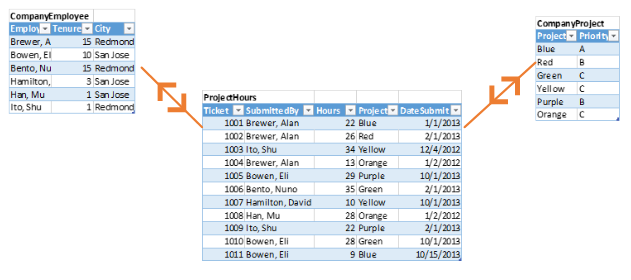 CompanyEmployee
Employ Tenure City
Brewer, A 15 Redmond
Bowen, El 10 San Jose
Bento, Nu 15 Redmond
Hamilton, 3 San Jose
Han, Mu 1 San Jose
Ito, Shu 1 Redmond
CompanyProject
Project Priority
Blue A
Red B
Green C
Yellow C
Purple B
Orange C
ProjectHours
Ticket SubmittedBy Hours Project DateSubmit
1001 Brewer, Alan 22 Blue 1/1/2013
1002 Brewer, Alan 26 Red 2/1/2013
1003 Ito, Shu 34 Yellow 12/4/2012
1004 Brewer, Alan 13 Orange 1/2/2012
1005 Bowen, Eli 29 Purple 10/1/2013
1006 Bento, Nuno 35 Green 2/1/2013
1007 Hamilton, David 10 Yellow 10/1/2013
1008 Han, Mu 28 Orange 1/2/2012
1009 Ito, Shu 22 Purple 2/1/2013
1010 Bowen, Eli 28 Green 10/1/2013
1011 Bowen, Eli 9 Blue 10/15/2013